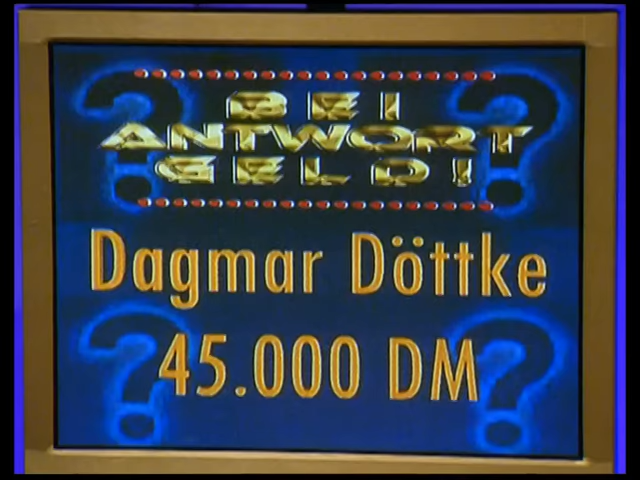 BEI
ANTWORT
GELD!
Dagmar Döttke
45.000 DM